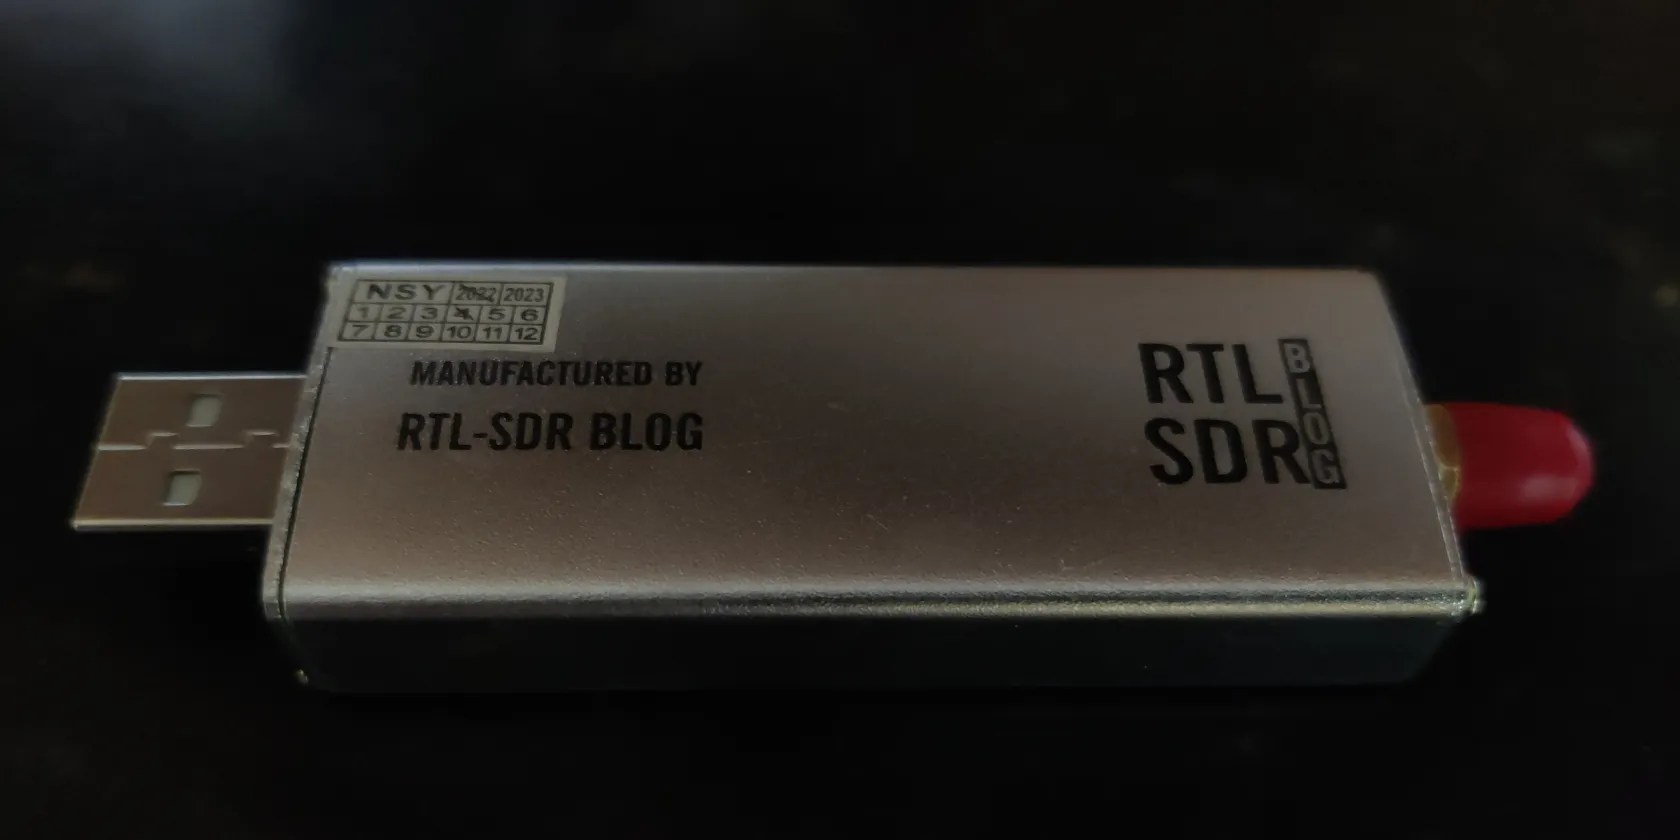 NSY 2022 2023
1 2 3 4 5 6
7 8 9 10 11 12
MANUFACTURED BY
RTL-SDR BLOG
RTL
SDR
BLOG